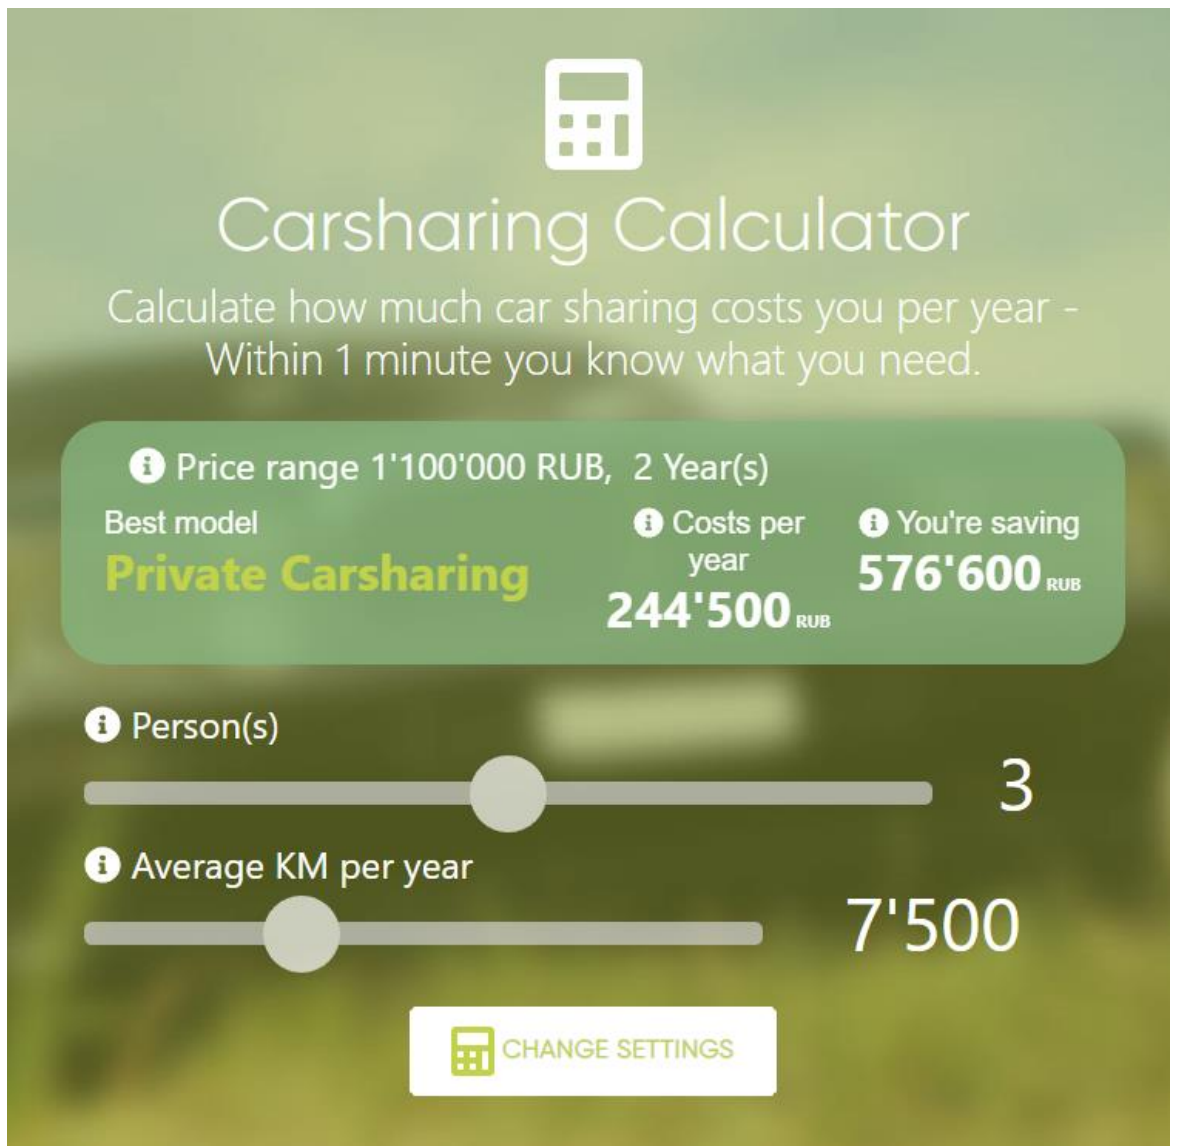 Carsharing Calculator
Calculate how much car sharing costs you per year -
Within 1 minute you know what you need.
Price range 1'100'000 RUB, 2 Year(s)
Best model
Private Carsharing
Costs per
year
244'500 RUB
You're saving
576'600 RUB
Person(s)
3
Average KM per year
7'500
CHANGE SETTINGS